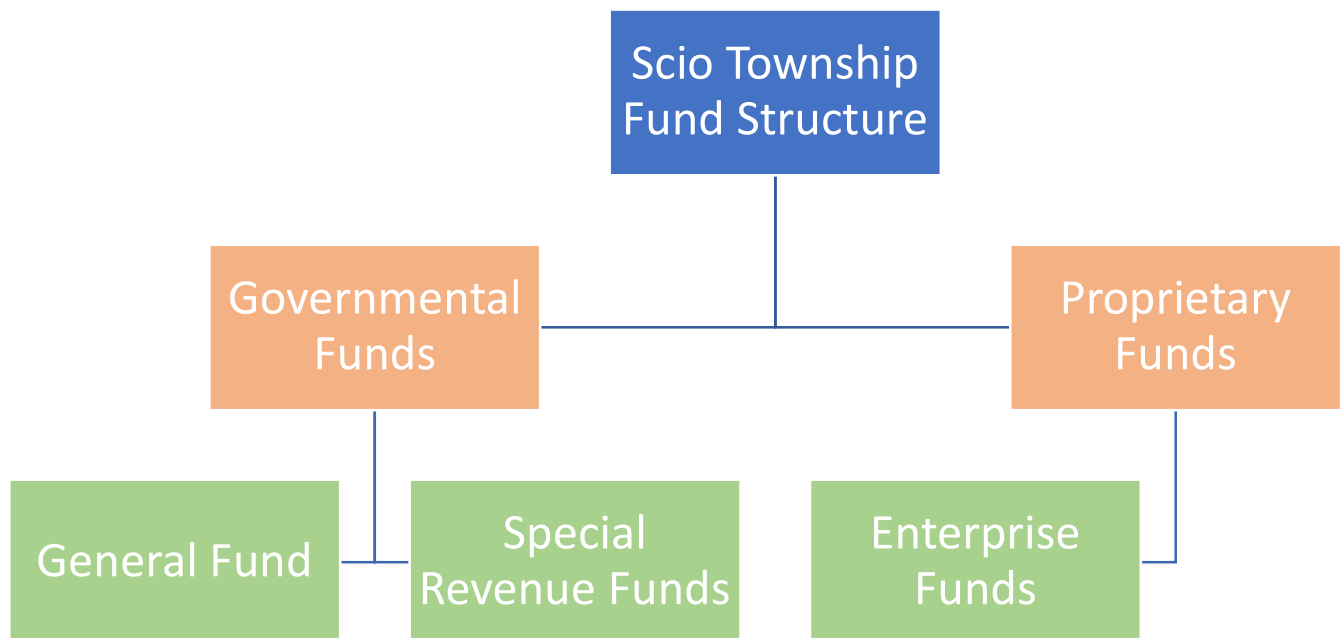 Scio Township
Fund Structure
Governmental
Funds
Proprietary
Funds
General Fund
Special
Revenue Funds
Enterprise
Funds